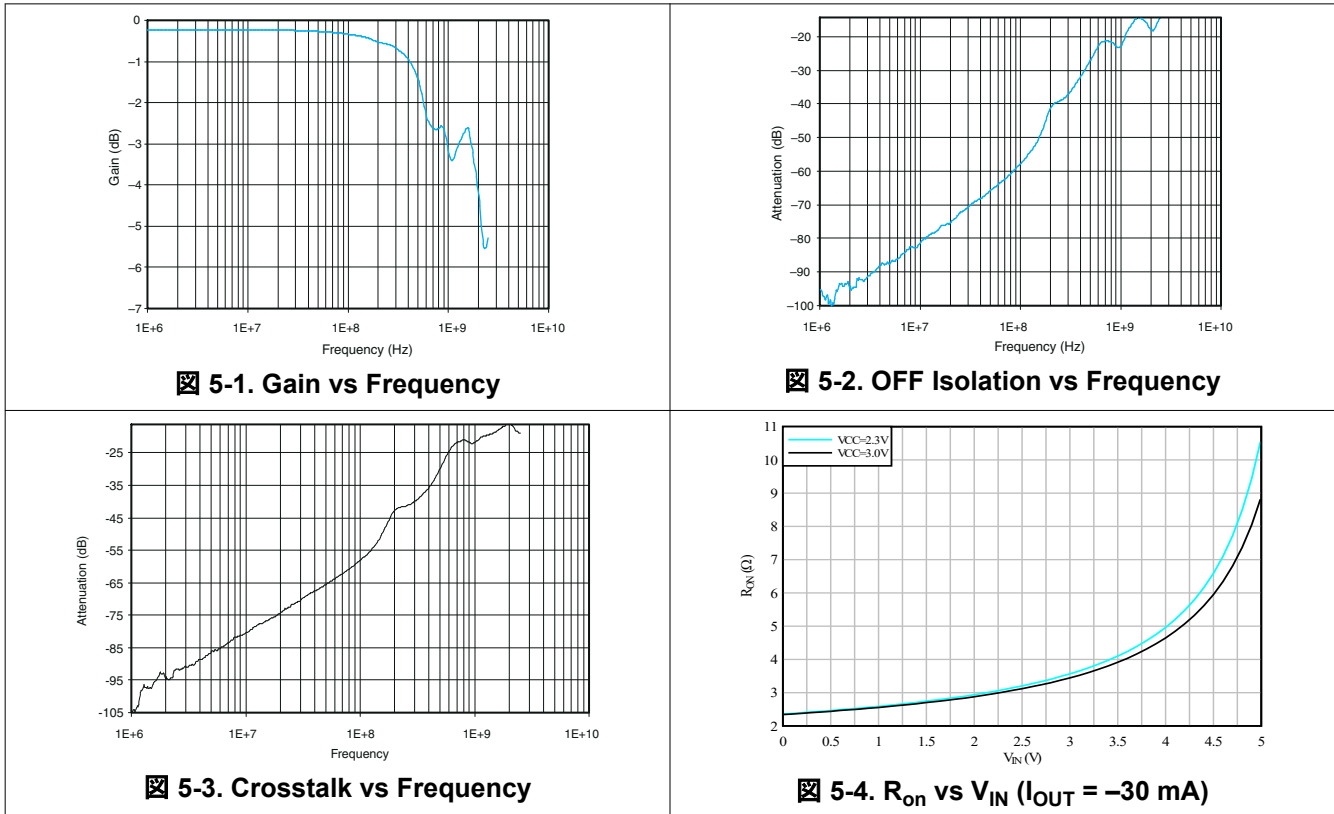 0
–1
–2
–3
–4
–5
–6
–7
Gain (dB)
1E+6 1E+7 1E+8 1E+9 1E+10
Frequency (Hz)
図 5-1. Gain vs Frequency
–20
–30
–40
–50
–60
–70
–80
–90
–100
Attenuation (dB)
1E+6 1E+7 1E+8 1E+9 1E+10
Frequency (Hz)
図 5-2. OFF Isolation vs Frequency
-25
-35
-45
-55
-65
-75
-85
-95
-105
Attenuation (dB)
1E+6 1E+7 1E+8 1E+9 1E+10
Frequency
図 5-3. Crosstalk vs Frequency
VCC=2.3V
VCC=3.0V
11
10
9
8
7
6
5
4
3
2
RON (Ω)
0 0.5 1 1.5 2 2.5 3 3.5 4 4.5 5
VIN (V)
図 5-4. Ron vs VIN (IOUT = –30 mA)